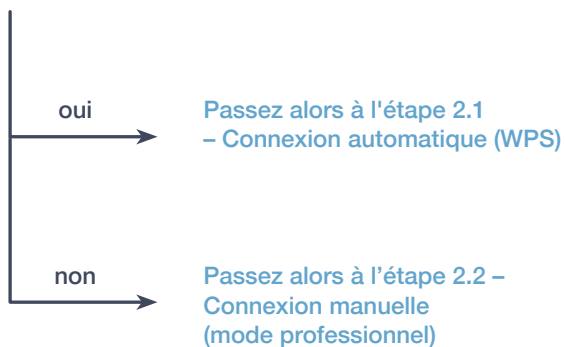 oui
Passez alors à l'étape 2.1
– Connexion automatique (WPS)
non
Passez alors à l’étape 2.2 –
Connexion manuelle
(mode professionnel)